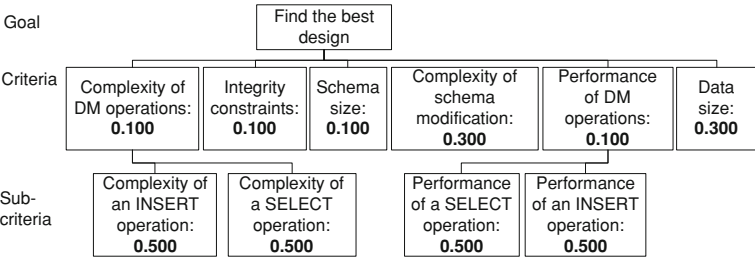 Goal
Find the best
design
Criteria
Complexity of
DM operations:
0.100
Integrity
constraints:
0.100
Schema
size:
0.100
Complexity of
schema
modification:
0.300
Performance
of DM
operations:
0.100
Data
size:
0.300
Sub-
criteria
Complexity of
an INSERT
operation:
0.500
Complexity of
a SELECT
operation:
0.500
Performance
of a SELECT
operation:
0.500
Performance
of an INSERT
operation:
0.500